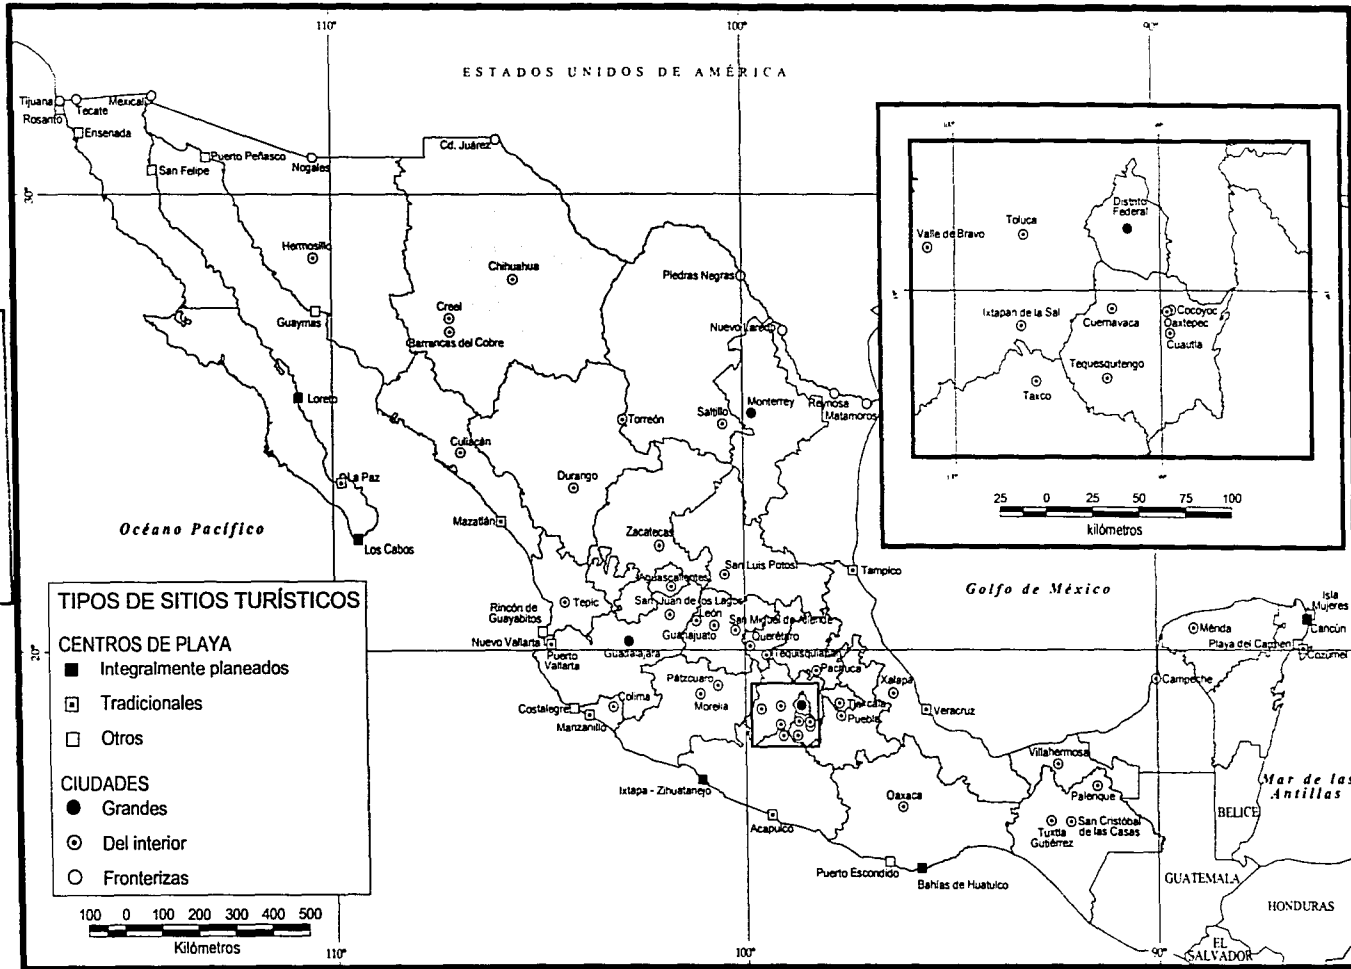 110°
100°
90°
ESTADOS UNIDOS DE AMÉRICA
Tijuana
Tecate
Mexicali
Rosarito
Ensenada
Puerto Peñasco
San Felipe
Nogales
Cd. Juárez
30°
Hermosillo
Chihuahua
Piedras Negras
Creel
Guaymas
Barrancas del Cobre
Nuevo Laredo
Loreto
Monterrey
Reynosa
Saltillo
Matamoros
Torreón
Culiacán
La Paz
Durango
Océano Pacífico
Mazatlán
Zacatecas
Los Cabos
San Luis Potosí
Tampico
Golfo de México
Aguascalientes
Tepic
San Juan de los Lagos
León
Rincón de
Guayabitos
San Miguel de Allende
Guanajuato
Querétaro
Nuevo Vallarta
Puerto
Vallarta
Guadalajara
Tequisquiapan
Pachuca
Pátzcuaro
Xalapa
Morelia
Colima
Costalegre
Tlaxcala
Puebla
Manzanillo
Veracruz
Isla
Mujeres
Mérida
Cancún
Playa del Carmen
Cozumel
Campeche
Villahermosa
Ixtapa - Zihuatanejo
Palenque
Mar de las
Antillas
Oaxaca
BELICE
Acapulco
San Cristóbal
de las Casas
Tuxtla
Gutiérrez
Puerto Escondido
Bahías de Huatulco
GUATEMALA
HONDURAS
EL
SALVADOR
20°
110°
100°
90°
Distrito
Federal
Toluca
Valle de Bravo
Ixtapan de la Sal
Cuernavaca
Cocoyoc
Oaxtepec
Cuautla
Tequesquitengo
Taxco
25 0 25 50 75 100
kilómetros
TIPOS DE SITIOS TURÍSTICOS
CENTROS DE PLAYA
Integralmente planeados
Tradicionales
Otros
CIUDADES
Grandes
Del interior
Fronterizas
100 0 100 200 300 400 500
Kilómetros